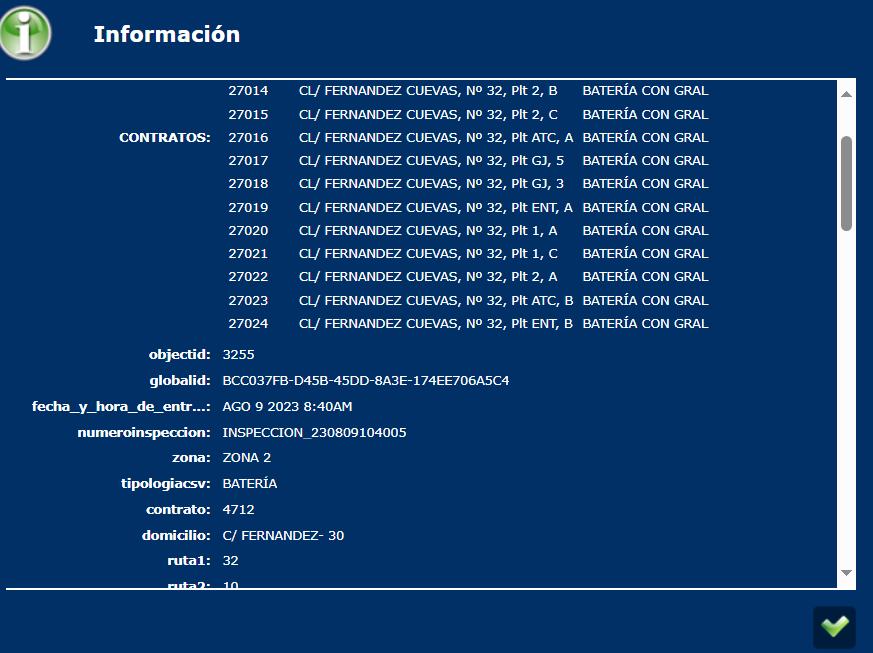 Información
27014 CL/ FERNANDEZ CUEVAS, Nº 32, Plt 2, B BATERÍA CON GRAL
27015 CL/ FERNANDEZ CUEVAS, Nº 32, Plt 2, C BATERÍA CON GRAL
CONTRATOS: 27016 CL/ FERNANDEZ CUEVAS, Nº 32, Plt ATC, A BATERÍA CON GRAL
27017 CL/ FERNANDEZ CUEVAS, Nº 32, Plt GJ, 5 BATERÍA CON GRAL
27018 CL/ FERNANDEZ CUEVAS, Nº 32, Plt GJ, 3 BATERÍA CON GRAL
27019 CL/ FERNANDEZ CUEVAS, Nº 32, Plt ENT, A BATERÍA CON GRAL
27020 CL/ FERNANDEZ CUEVAS, Nº 32, Plt 1, A BATERÍA CON GRAL
27021 CL/ FERNANDEZ CUEVAS, Nº 32, Plt 1, C BATERÍA CON GRAL
27022 CL/ FERNANDEZ CUEVAS, Nº 32, Plt 2, A BATERÍA CON GRAL
27023 CL/ FERNANDEZ CUEVAS, Nº 32, Plt ATC, B BATERÍA CON GRAL
27024 CL/ FERNANDEZ CUEVAS, Nº 32, Plt ENT, B BATERÍA CON GRAL
objectid: 3255
globalid: BCC037FB-D45B-45DD-8A3E-174EE706A5C4
fecha_y_hora_de_entr...: AGO 9 2023 8:40AM
numeroinspeccion: INSPECCION_230809104005
zona: ZONA 2
tipologiacsv: BATERÍA
contrato: 4712
domicilio: C/ FERNANDEZ- 30
ruta1: 32
ruta2: 10